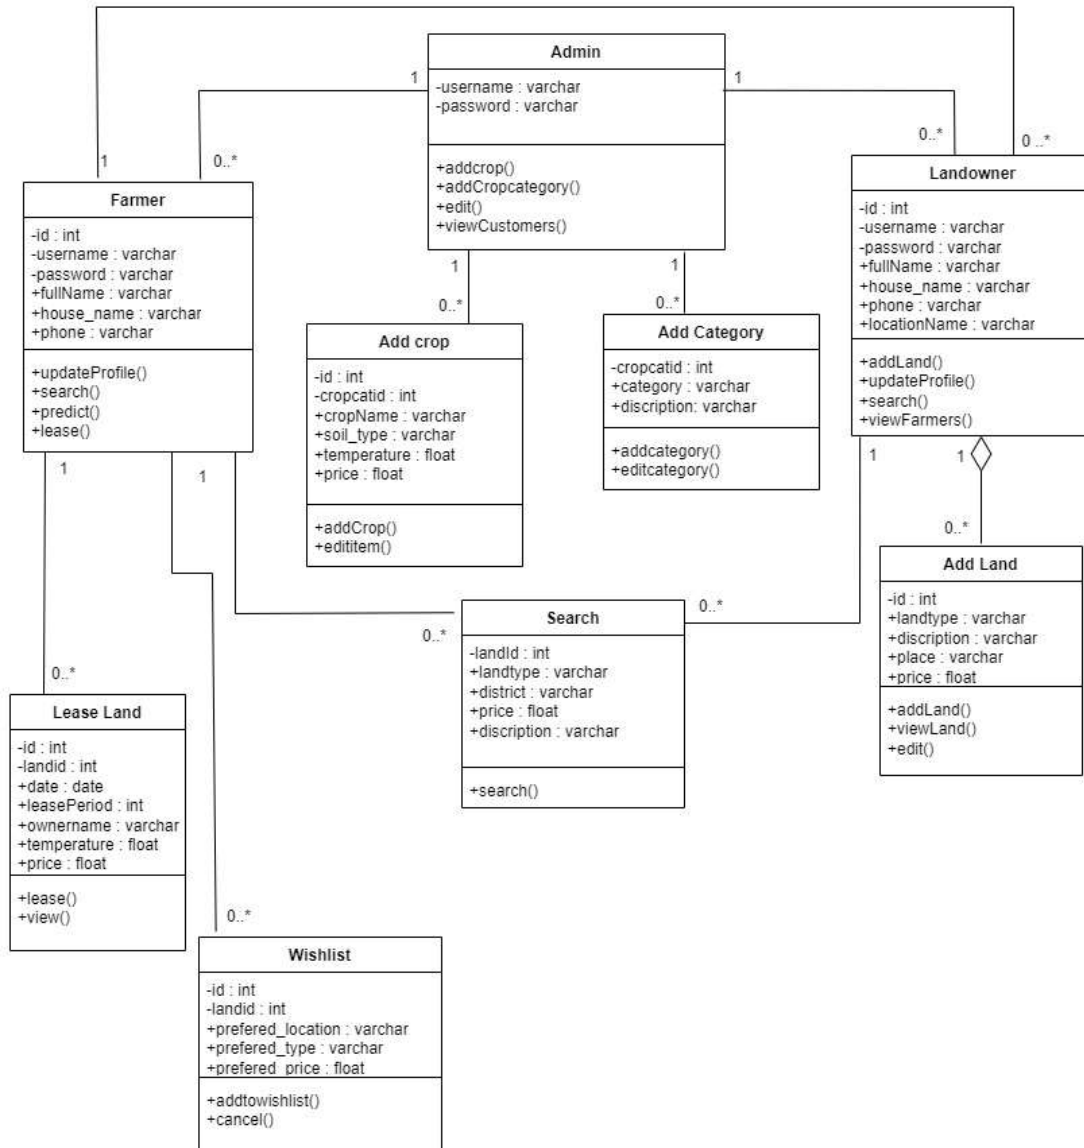 Admin
-username : varchar
-password : varchar
+addcrop()
+addCropcategory()
+edit()
+viewCustomers()
1
1
0..*
0..*
0 ..*
1
Farmer
-id : int
-username : varchar
-password : varchar
+fullName : varchar
+house_name : varchar
+phone : varchar
+updateProfile()
+search()
+predict()
+lease()
Landowner
-id : int
-username : varchar
-password : varchar
+fullName : varchar
+house_name : varchar
+phone : varchar
+locationName : varchar
+addLand()
+updateProfile()
+search()
+viewFarmers()
1
0..*
1
0..*
Add crop
-id : int
-cropcatid : int
+cropName : varchar
+soil_type : varchar
+temperature : float
+price : float
+addCrop()
+edititem()
Add Category
-cropcatid : int
+category : varchar
+discription: varchar
+addcategory()
+editcategory()
1
1
1
1
0..*
0..*
0..*
0..*
0..*
Add Land
-id : int
+landtype : varchar
+discription : varchar
+place : varchar
+price : float
+addLand()
+viewLand()
+edit()
Search
-landId : int
+landtype : varchar
+district : varchar
+price : float
+discription : varchar
+search()
Lease Land
-id : int
-landid : int
+date : date
+leasePeriod : int
+ownername : varchar
+temperature : float
+price : float
+lease()
+view()
Wishlist
-id : int
-landid : int
+prefered_location : varchar
+prefered_type : varchar
+prefered_price : float
+addtowishlist()
+cancel()